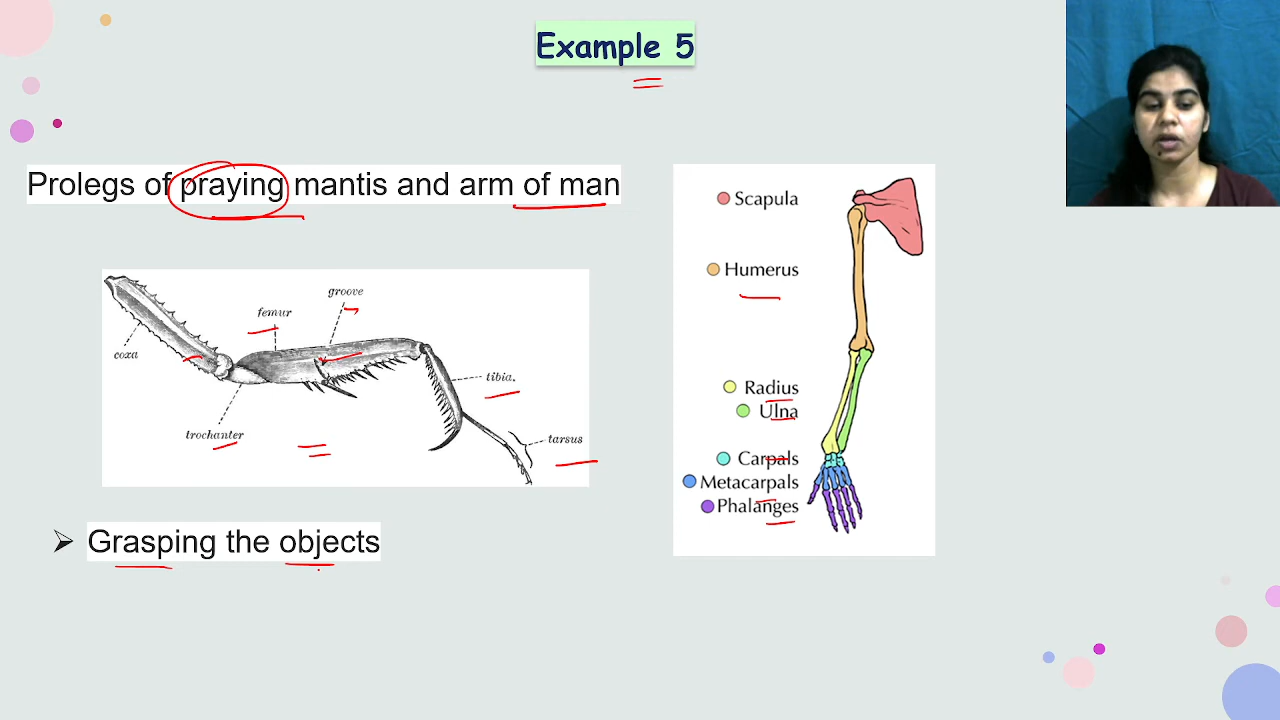 Example 5
Prolegs of praying mantis and arm of man
groove
femur
coxa
tibia.
trochanter
tarsus
Scapula
Humerus
Radius
Ulna
Carpals
Metacarpals
Phalanges
Grasping the objects